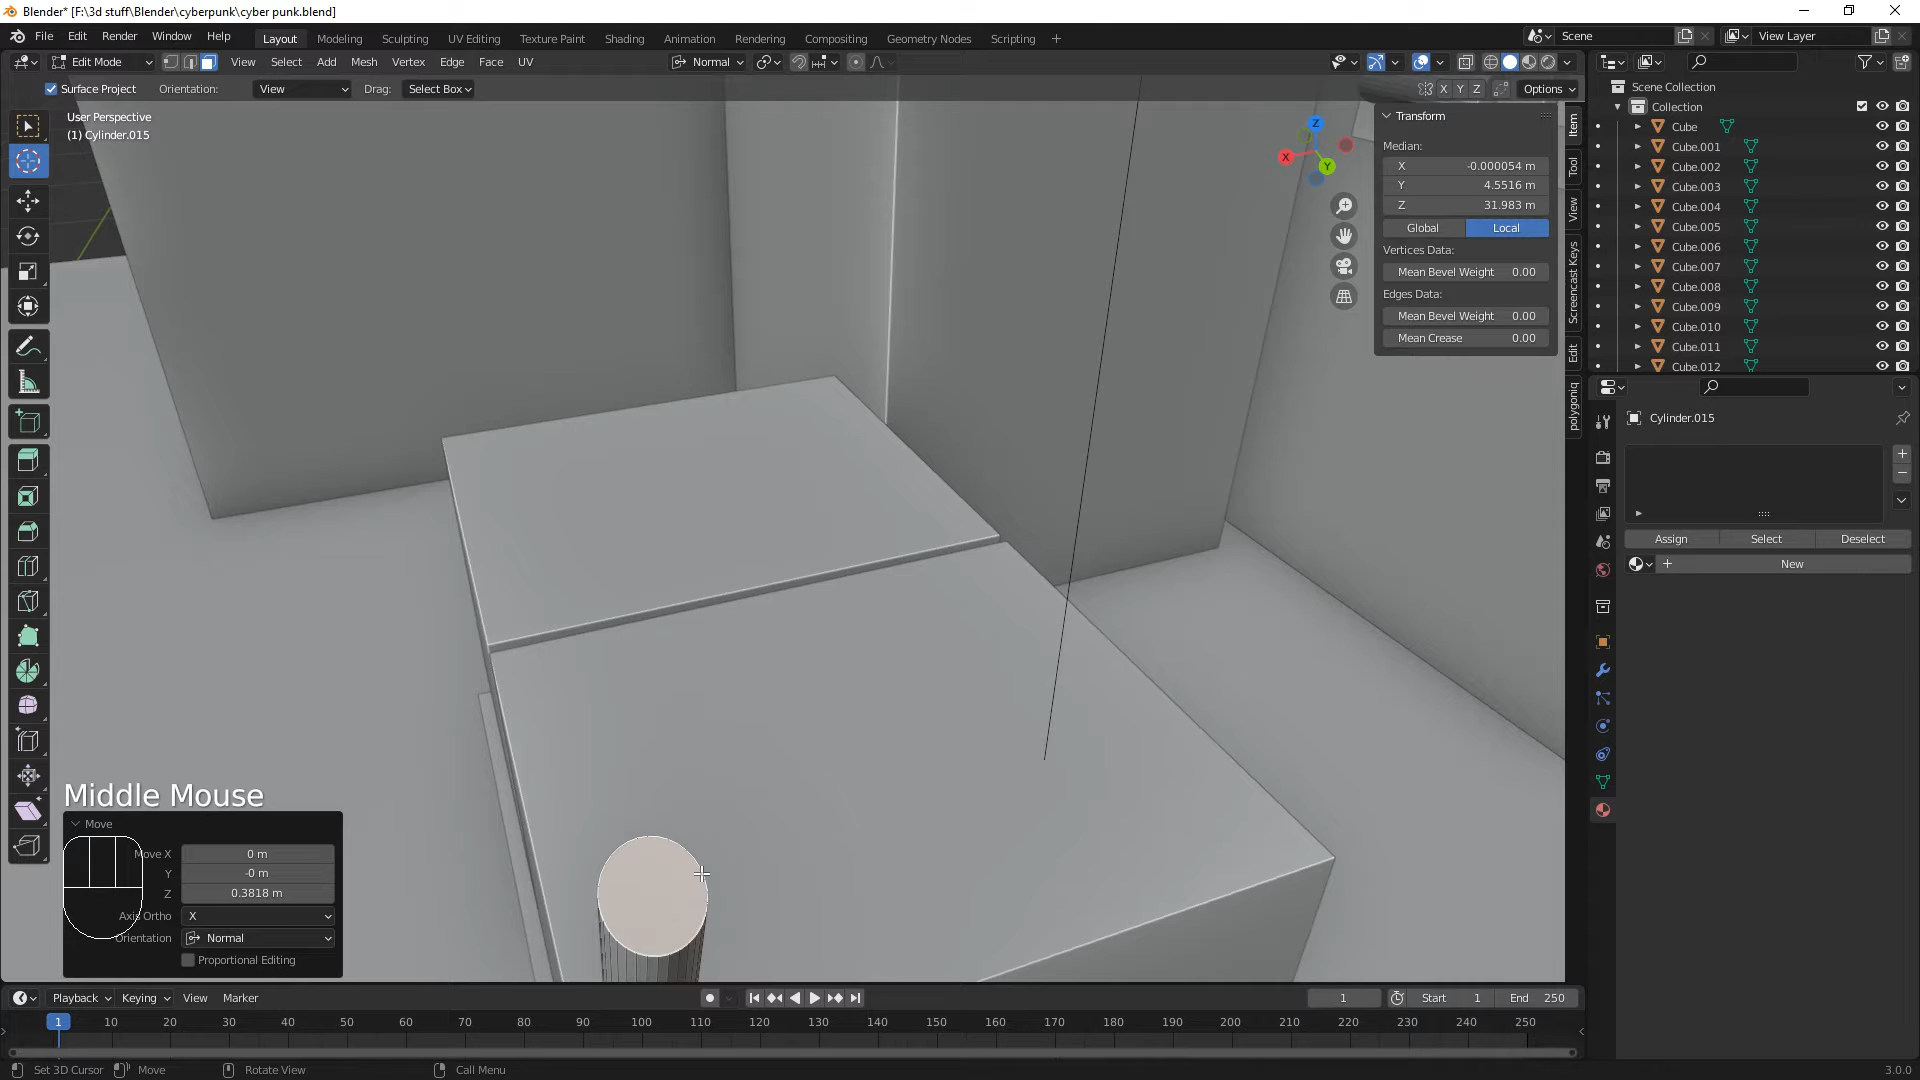 Blender* [F:\3d stuff\Blender\cyberpunk\cyber punk.blend]
File Edit Render Window Help Layout Modeling Sculpting UV Editing Texture Paint Shading Animation Rendering Compositing Geometry Nodes Scripting + Scene View Layer
Edit Mode View Select Add Mesh Vertex Edge Face UV Normal
Surface Project Orientation: View Drag: Select Box X Y Z Options
User Perspective
(1) Cylinder.015
Z
X
Y
Transform
Median:
X -0.000054 m
Y 4.5516 m
Z 31.983 m
Global Local
Vertices Data:
Mean Bevel Weight 0.00
Edges Data:
Mean Bevel Weight 0.00
Mean Crease 0.00
Item
Tool
View
Screencast Keys
Edit
polygoniq
Scene Collection
Collection
Cube
Cube.001
Cube.002
Cube.003
Cube.004
Cube.005
Cube.006
Cube.007
Cube.008
Cube.009
Cube.010
Cube.011
Cube.012
Cylinder.015
Assign Select Deselect
New
Middle Mouse
Move
Move X 0 m
Y -0 m
Z 0.3818 m
Axis Ortho X
Orientation Normal
Proportional Editing
Playback Keying View Marker 1 Start 1 End 250
1 10 20 30 40 50 60 70 80 90 100 110 120 130 140 150 160 170 180 190 200 210 220 230 240 250
Set 3D Cursor Move Rotate View Call Menu 3.0.0